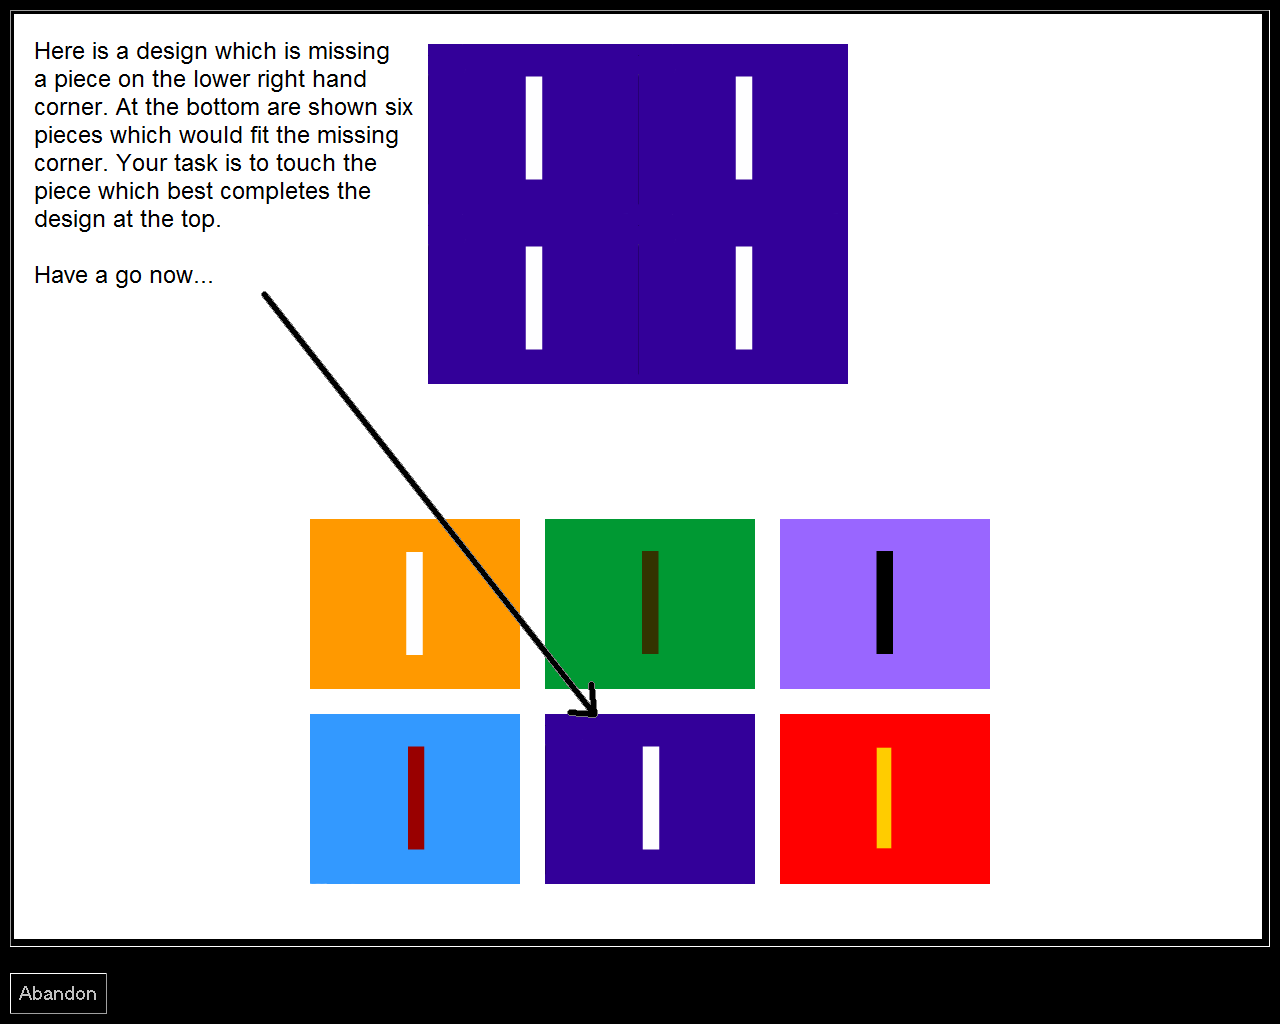 Here is a design which is missing
a piece on the lower right hand
corner. At the bottom are shown six
pieces which would fit the missing
corner. Your task is to touch the
piece which best completes the
design at the top.
Have a go now...
Abandon